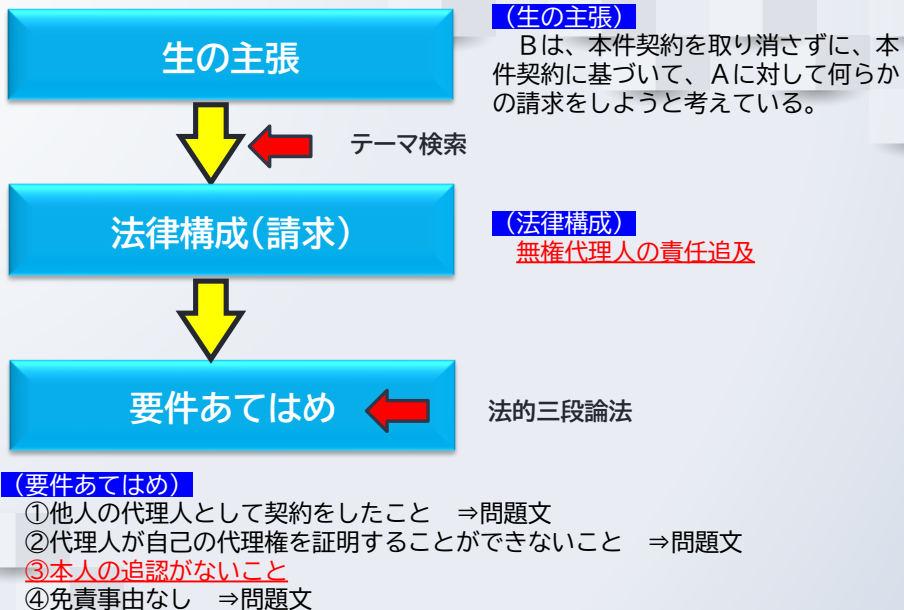 生の主張
(生の主張)
Bは、本件契約を取り消さずに、本
件契約に基づいて、Aに対して何らか
の請求をしようと考えている。
テーマ検索
法律構成(請求)
(法律構成)
無権代理人の責任追及
要件あてはめ
法的三段論法
(要件あてはめ)
①他人の代理人として契約をしたこと ⇒問題文
②代理人が自己の代理権を証明することができないこと ⇒問題文
③本人の追認がないこと
④免責事由なし ⇒問題文